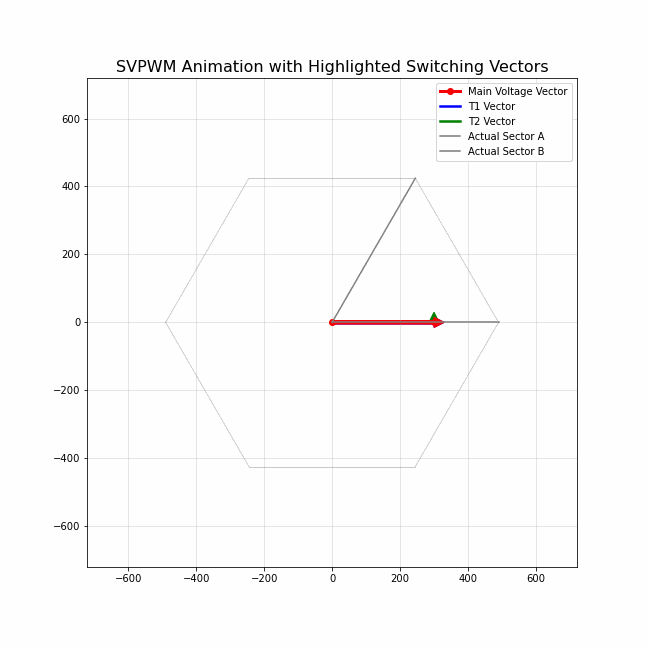 SVPWM Animation with Highlighted Switching Vectors
Main Voltage Vector
T1 Vector
T2 Vector
Actual Sector A
Actual Sector B
600
400
200
0
−200
−400
−600
−600 −400 −200 0 200 400 600